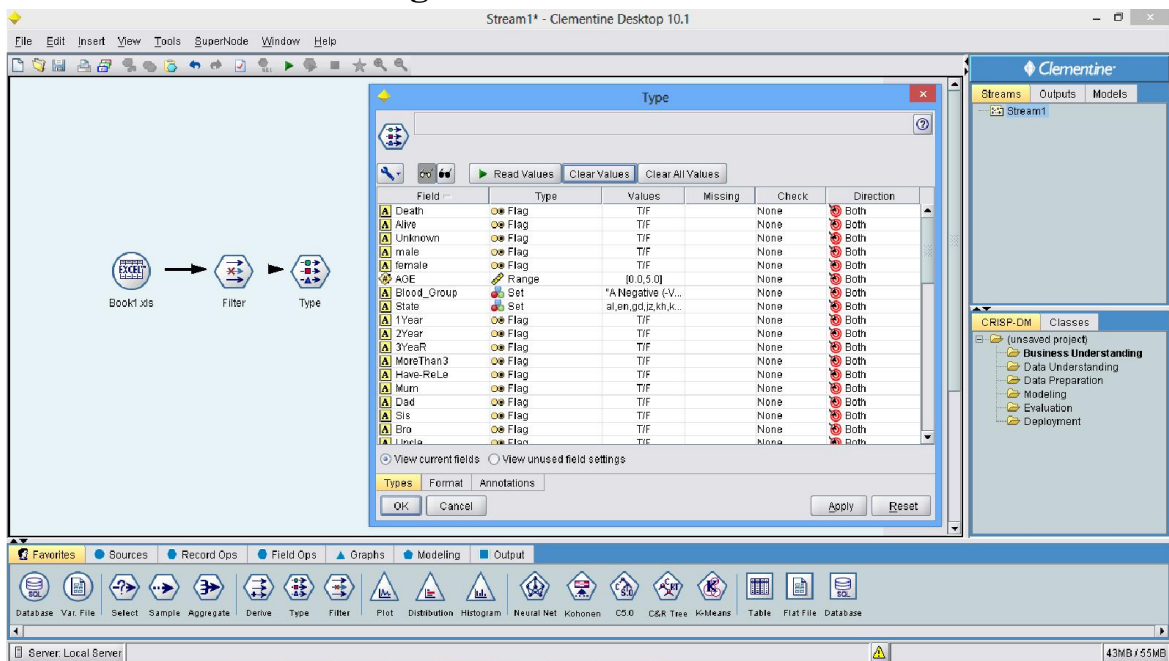 Stream1* - Clementine Desktop 10.1
File Edit Insert View Tools SuperNode Window Help
Clementine
Streams Outputs Models
Stream1
Type
Read Values Clear Values Clear All Values
Field Type Values Missing Check Direction
Death Flag T/F None Both
Alive Flag T/F None Both
Unknown Flag T/F None Both
male Flag T/F None Both
female Flag T/F None Both
AGE Range [0.0,5.0] None Both
Blood_Group Set "A Negative (-V... None Both
State Set al,en,gd,jz,kh,k... None Both
1Year Flag T/F None Both
2Year Flag T/F None Both
3YeaR Flag T/F None Both
MoreThan3 Flag T/F None Both
Have-ReLe Flag T/F None Both
Mum Flag T/F None Both
Dad Flag T/F None Both
Sis Flag T/F None Both
Bro Flag T/F None Both
Uncle Flag T/F None Both
View current fields View unused field settings
Types Format Annotations
OK Cancel Apply Reset
EXCEL
Book1.xls Filter Type
CRISP-DM Classes
(unsaved project)
Business Understanding
Data Understanding
Data Preparation
Modeling
Evaluation
Deployment
Favorites Sources Record Ops Field Ops Graphs Modeling Output
Database Var. File Select Sample Aggregate Derive Type Filter Plot Distribution Histogram Neural Net Kohonen C5.0 C&R Tree K-Means Table Flat File Database
Server: Local Server 43MB / 55MB